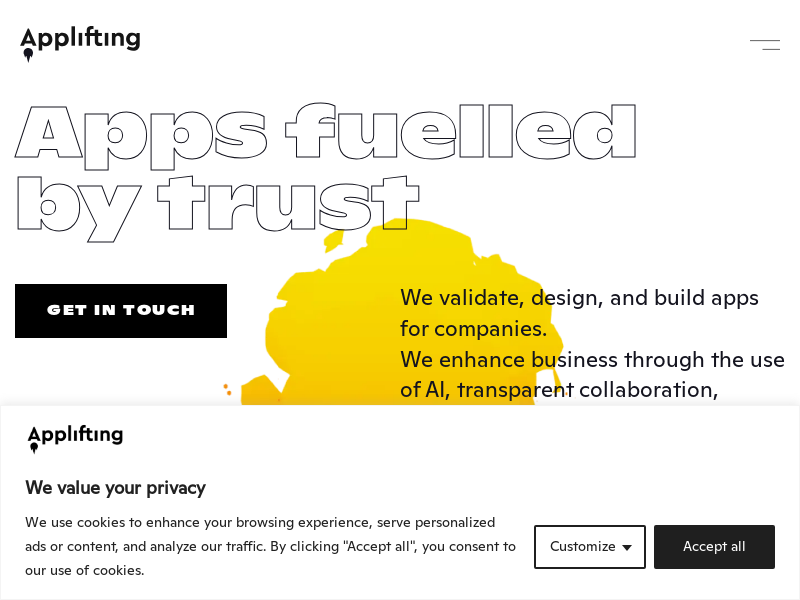 Applifting
Apps fuelled
by trust
GET IN TOUCH
We validate, design, and build apps
for companies.
We enhance business through the use
of AI, transparent collaboration,
Applifting
We value your privacy
We use cookies to enhance your browsing experience, serve personalized
ads or content, and analyze our traffic. By clicking "Accept all", you consent to
our use of cookies.
Customize
Accept all